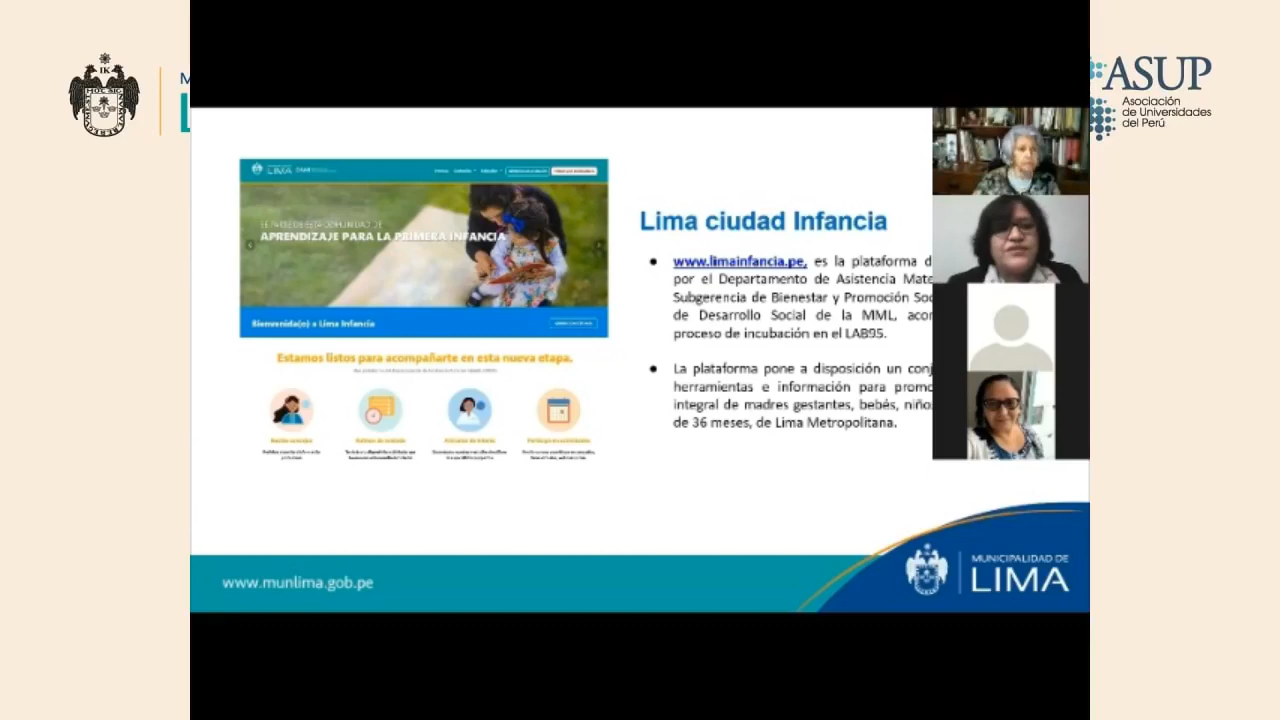 IK
ASUP
Asociación
de Universidades
del Perú
LIMA
APRENDIZAJE PARA LA PRIMERA INFANCIA
Bienvenida(o) a Lima Infancia
Estamos listos para acompañarte en esta nueva etapa.
Lima ciudad Infancia
● www.limainfancia.pe, es la plataforma d
por el Departamento de Asistencia Mate
Subgerencia de Bienestar y Promoción Soc
de Desarrollo Social de la MML, acor
proceso de incubación en el LAB95.
● La plataforma pone a disposición un conj
herramientas e información para promo
integral de madres gestantes, bebés, niño
de 36 meses, de Lima Metropolitana.
www.munlima.gob.pe
MUNICIPALIDAD DE
LIMA